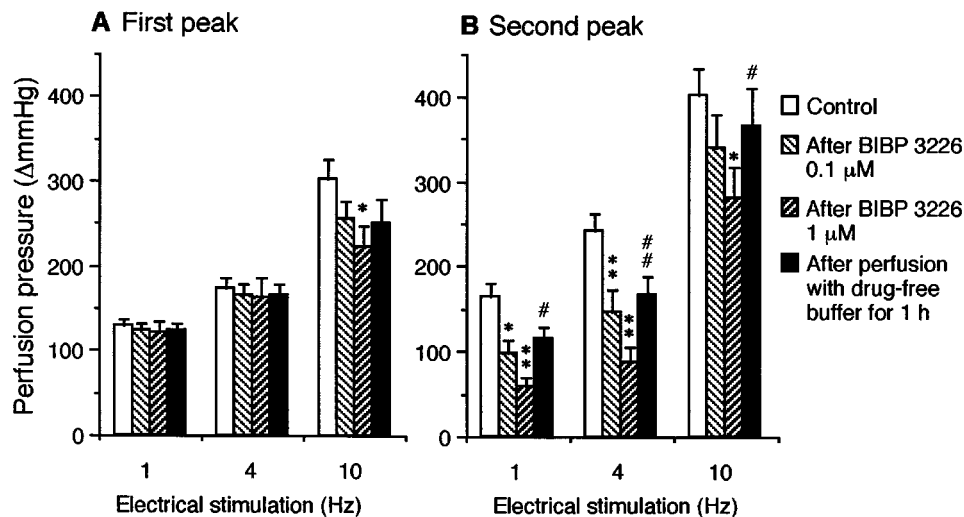 A First peak
B Second peak
Perfusion pressure (ΔmmHg)
400
300
200
100
0
*
1
4
10
Electrical stimulation (Hz)
400
300
200
100
0
*
**
#
**
**
##
*
#
1
4
10
Electrical stimulation (Hz)
Control
After BIBP 3226
0.1 μM
After BIBP 3226
1 μM
After perfusion
with drug-free
buffer for 1 h